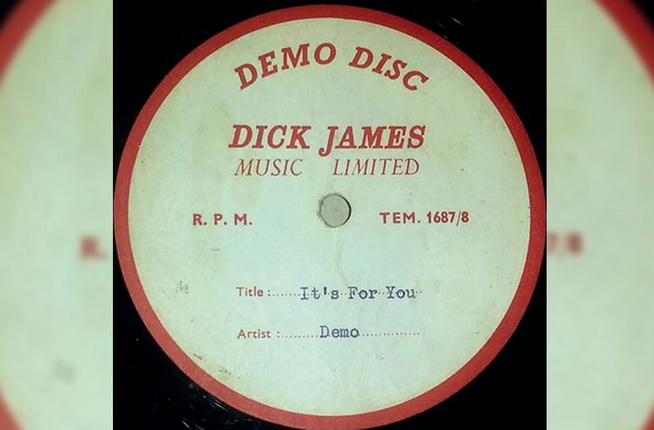 DEMO DISC
DICK JAMES
MUSIC LIMITED
R. P. M. TEM. 1687/8
Title :......It's For You..
Artist :.........Demo..............